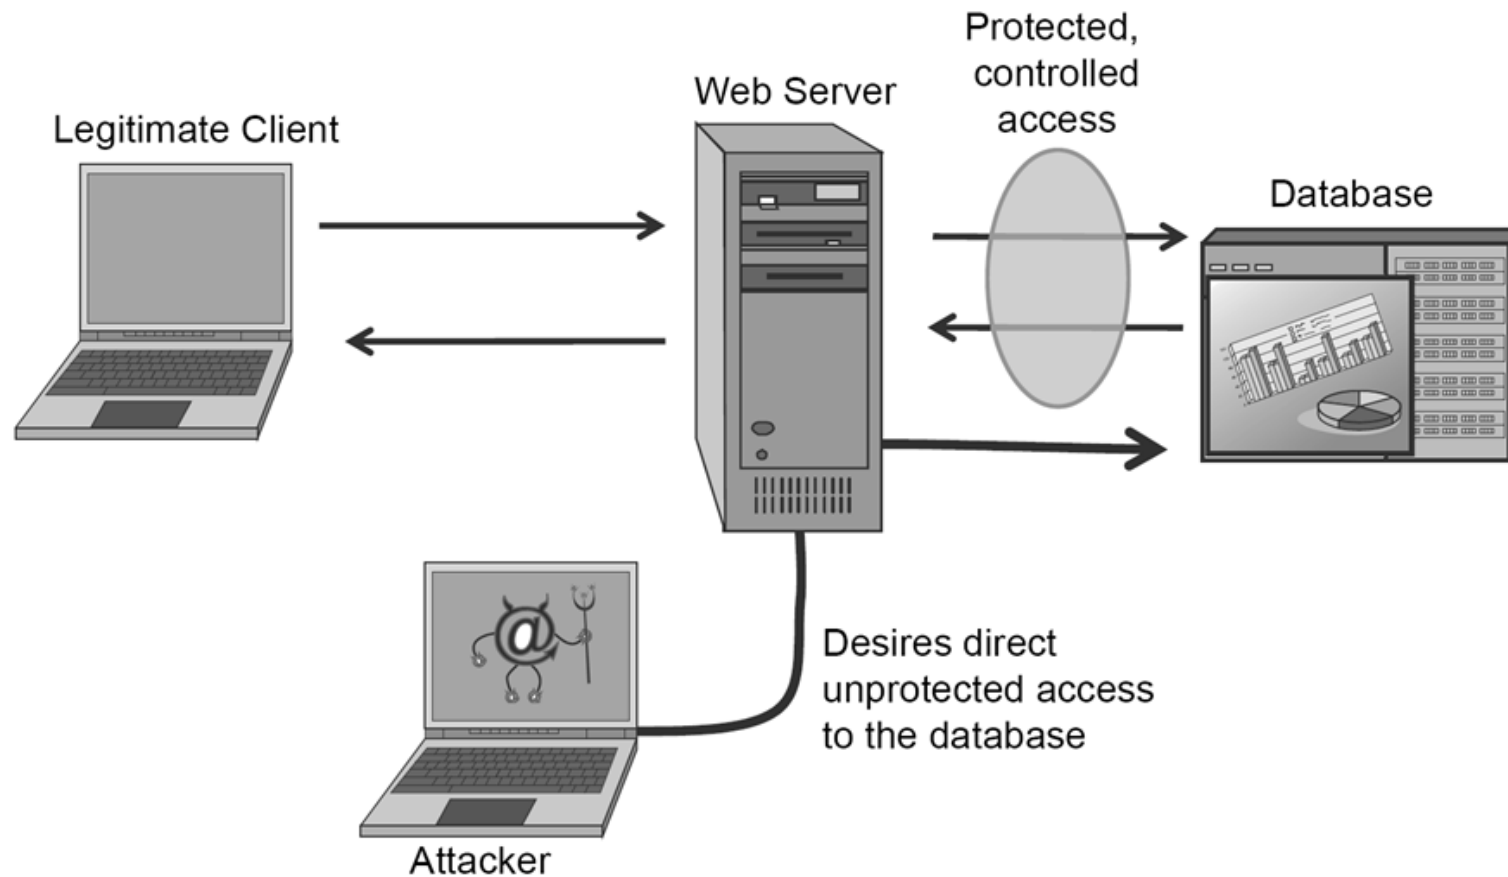 Legitimate Client
Web Server
Protected,
controlled
access
Database
@
Desires direct
unprotected access
to the database
Attacker